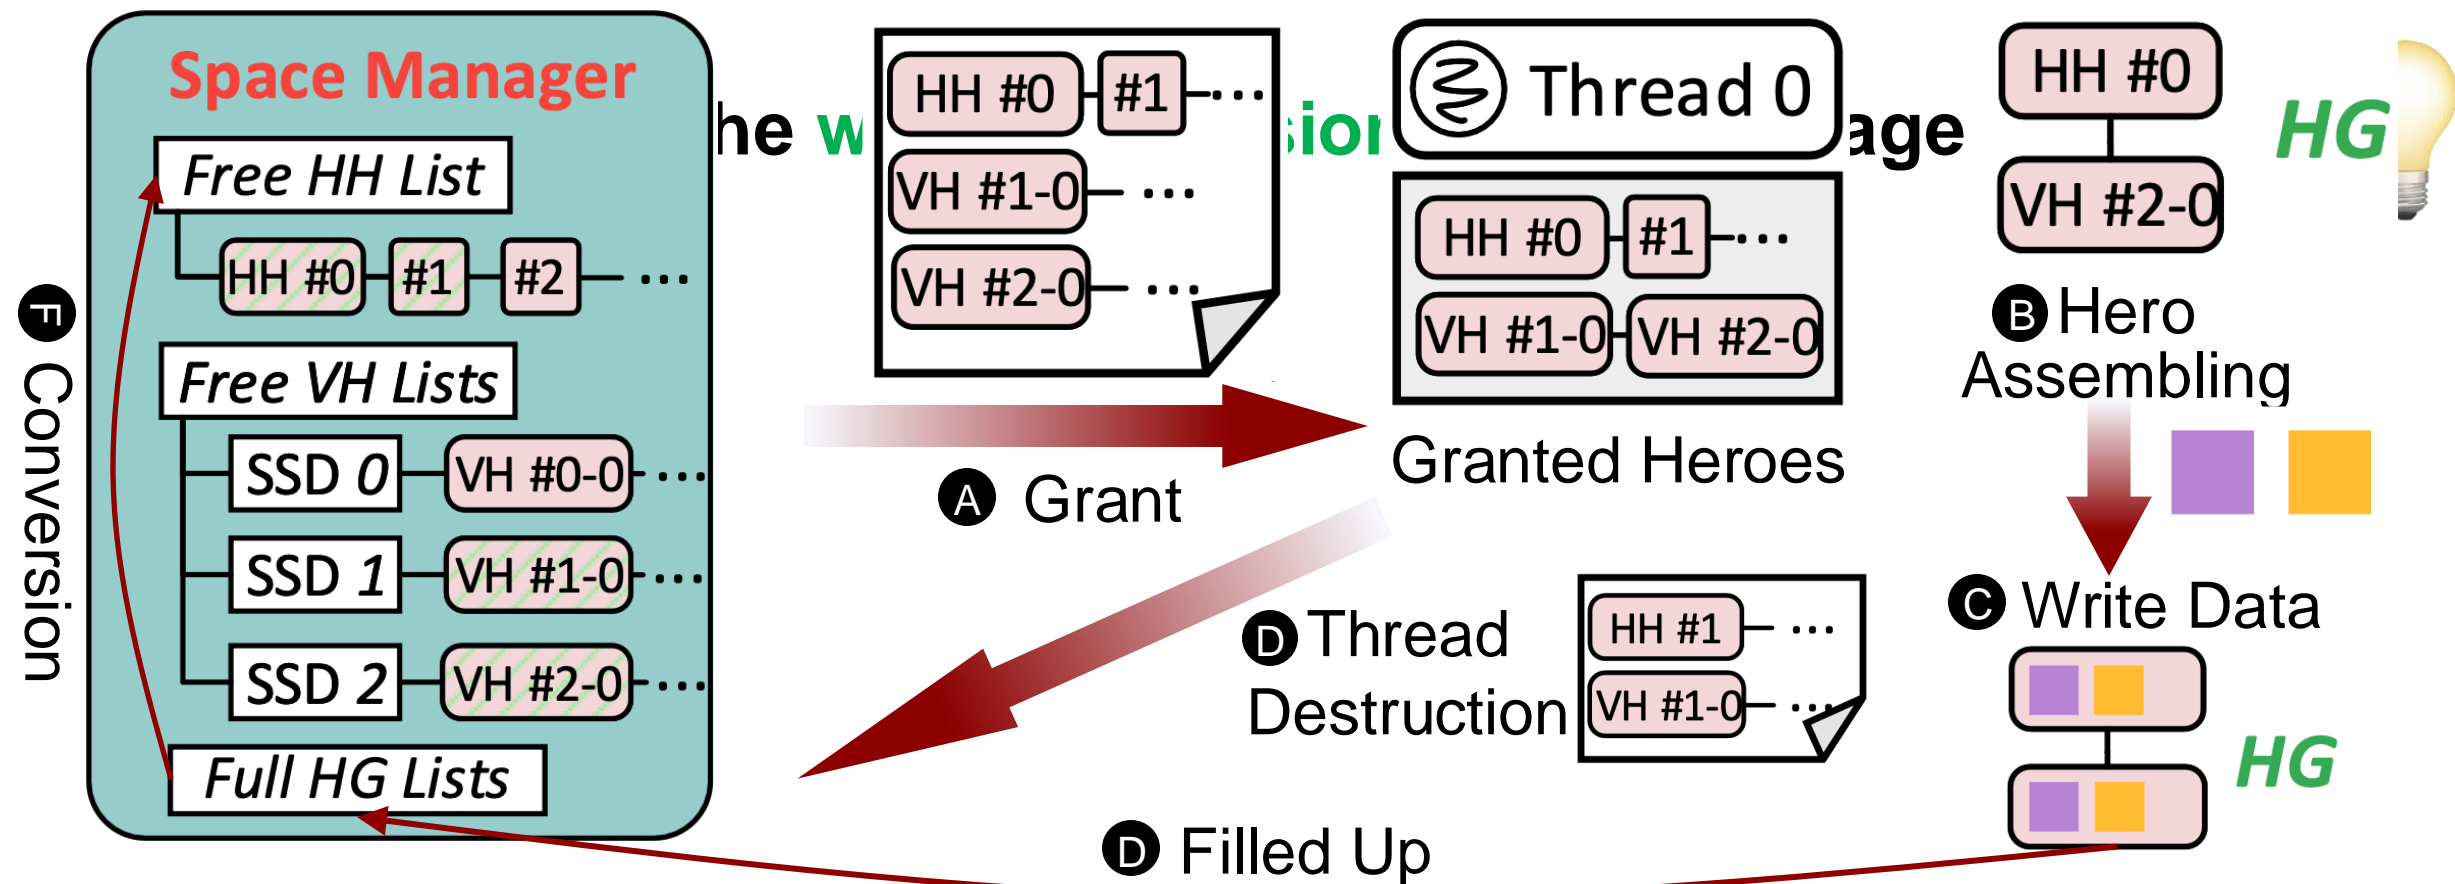 Space Manager
Free HH List
HH #0 #1 #2 ...
Free VH Lists
SSD 0 VH #0-0 ...
SSD 1 VH #1-0 ...
SSD 2 VH #2-0 ...
Full HG Lists
F Conversion
he
age
HH #0 #1 ...
VH #1-0 ...
VH #2-0 ...
A Grant
Thread 0
HH #0 #1 ...
VH #1-0 VH #2-0
Granted Heroes
HH #0
VH #2-0
HG
B Hero
Assembling
C Write Data
HG
D Thread
Destruction
HH #1 ...
VH #1-0 ...
D Filled Up